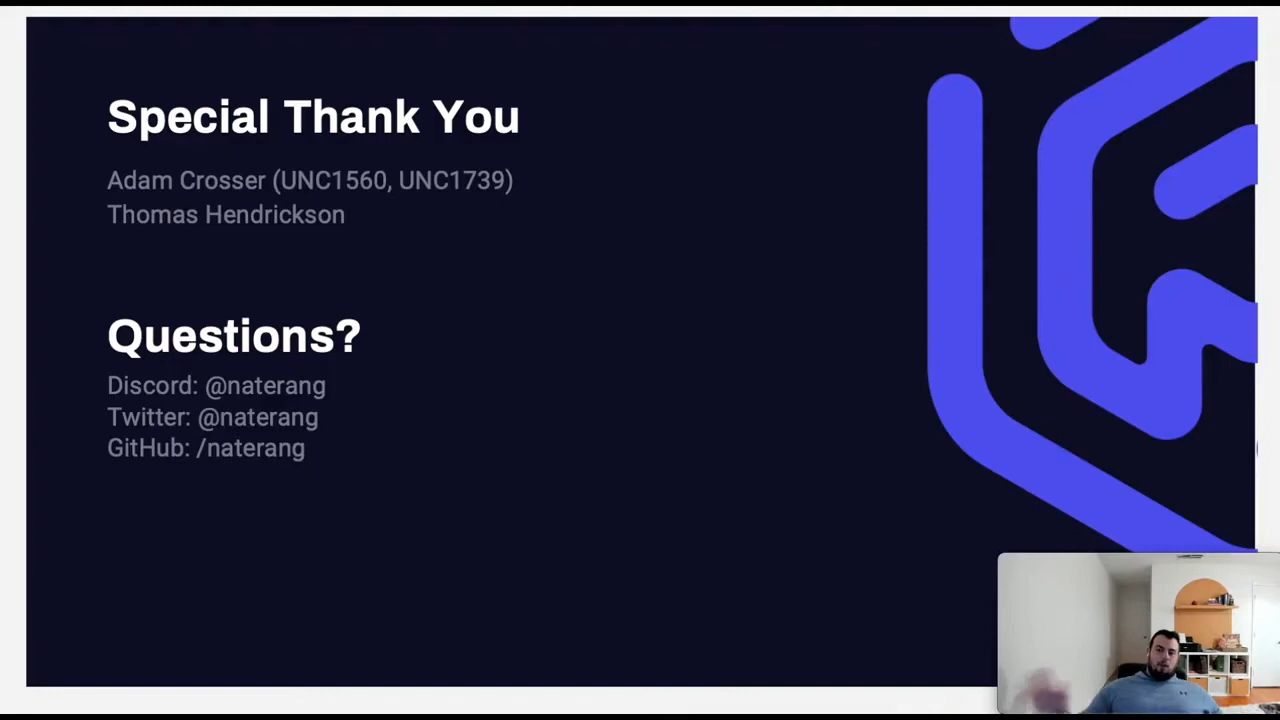 Special Thank You
Adam Crosser (UNC1560, UNC1739)
Thomas Hendrickson
Questions?
Discord: @naterang
Twitter: @naterang
GitHub: /naterang